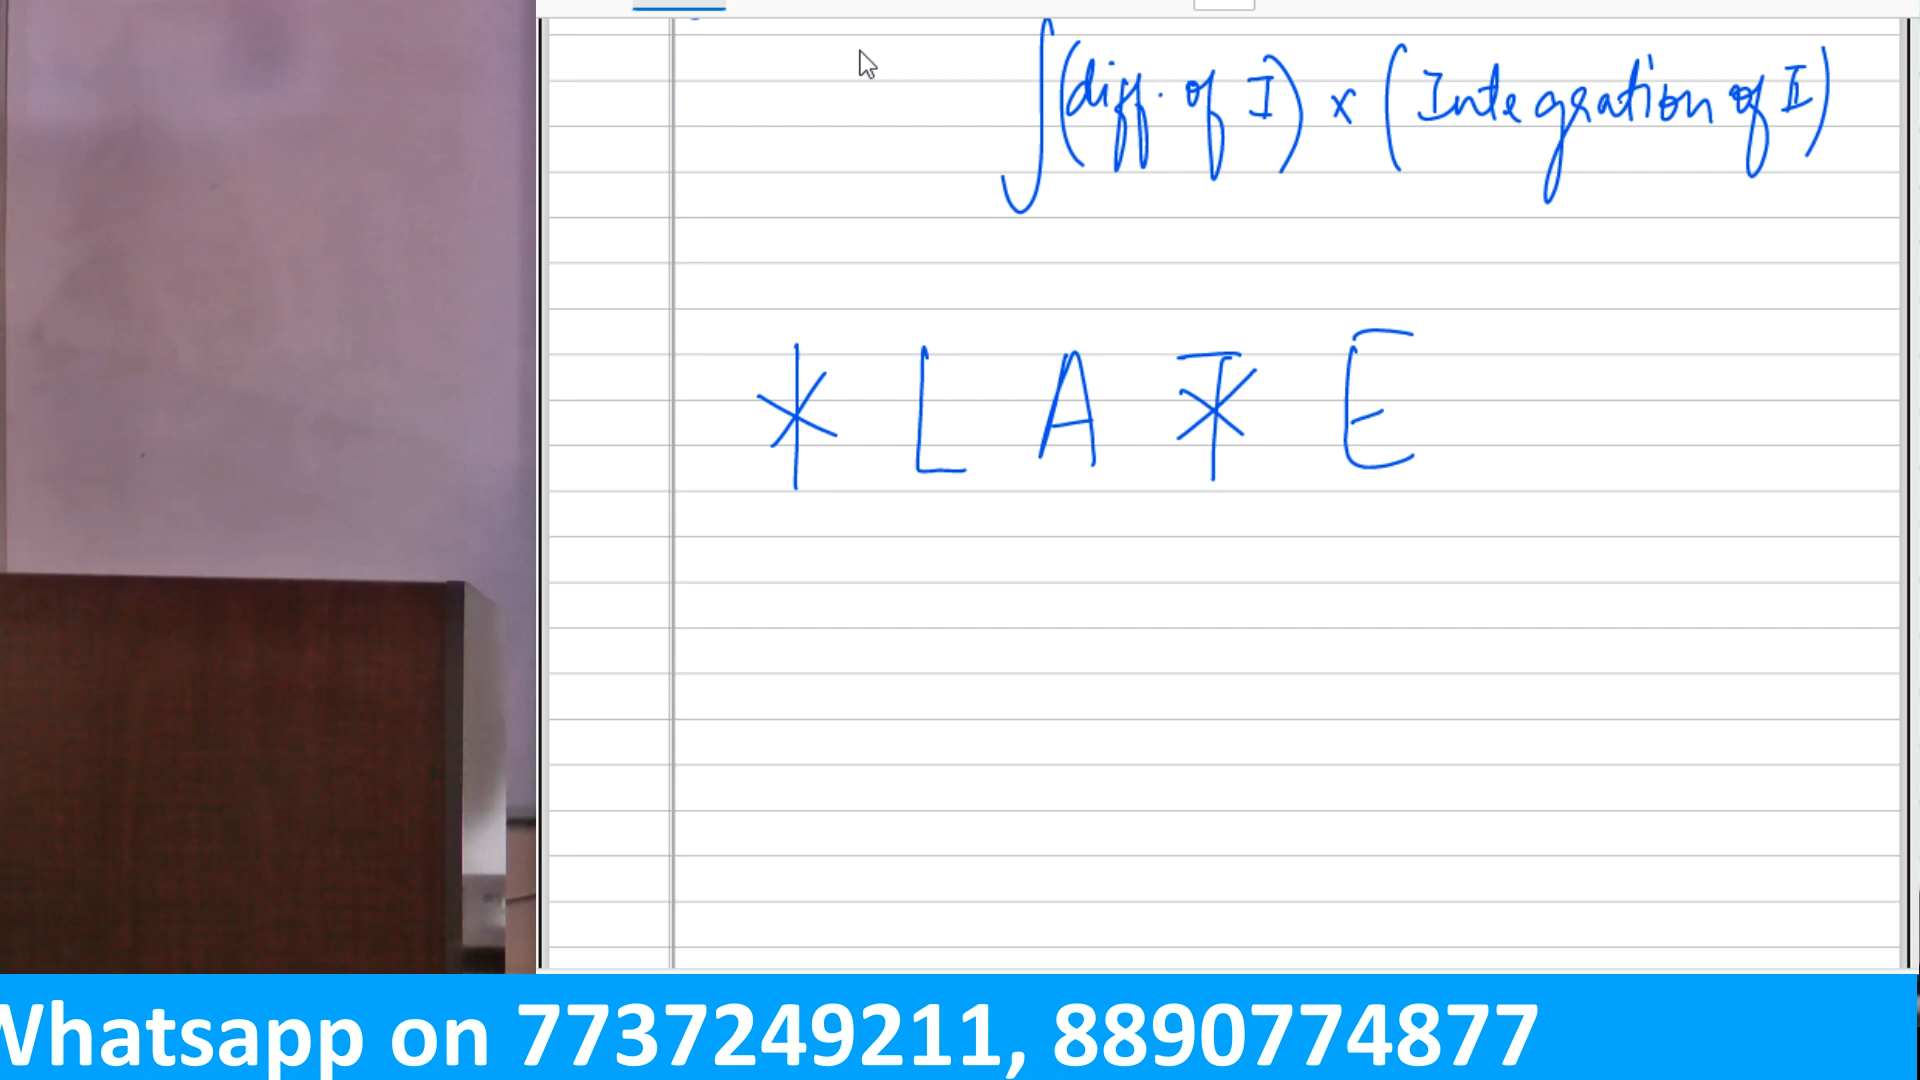 ∫(diff. of I) x (Integration of II)
I L A T E
Whatsapp on 7737249211, 8890774877